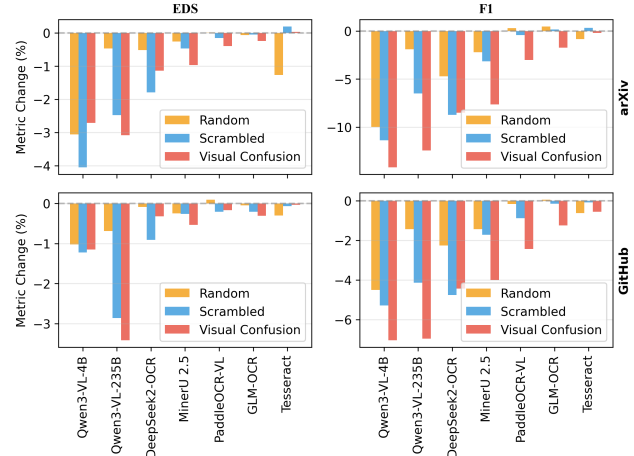 EDS
F1
Metric Change (%)
0
−1
−2
−3
−4
Random
Scrambled
Visual Confusion
0
−5
−10
Random
Scrambled
Visual Confusion
arXiv
Metric Change (%)
0
−1
−2
−3
Random
Scrambled
Visual Confusion
0
−2
−4
−6
Random
Scrambled
Visual Confusion
GitHub
Qwen3-VL-4B
Qwen3-VL-235B
DeepSeek2-OCR
MinerU 2.5
PaddleOCR-VL
GLM-OCR
Tesseract
Qwen3-VL-4B
Qwen3-VL-235B
DeepSeek2-OCR
MinerU 2.5
PaddleOCR-VL
GLM-OCR
Tesseract